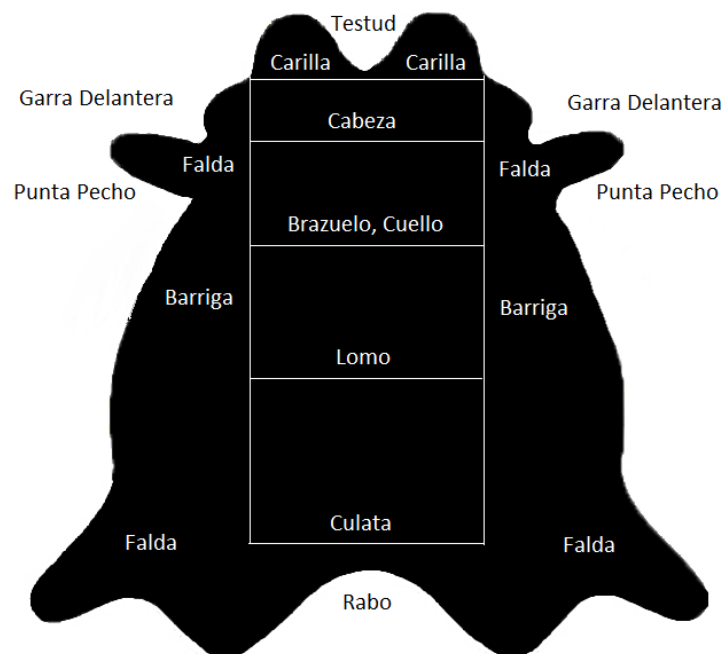 Testud
Carilla Carilla
Garra Delantera Garra Delantera
Cabeza
Falda Falda
Punta Pecho Punta Pecho
Brazuelo, Cuello
Barriga Barriga
Lomo
Culata
Falda Falda
Rabo